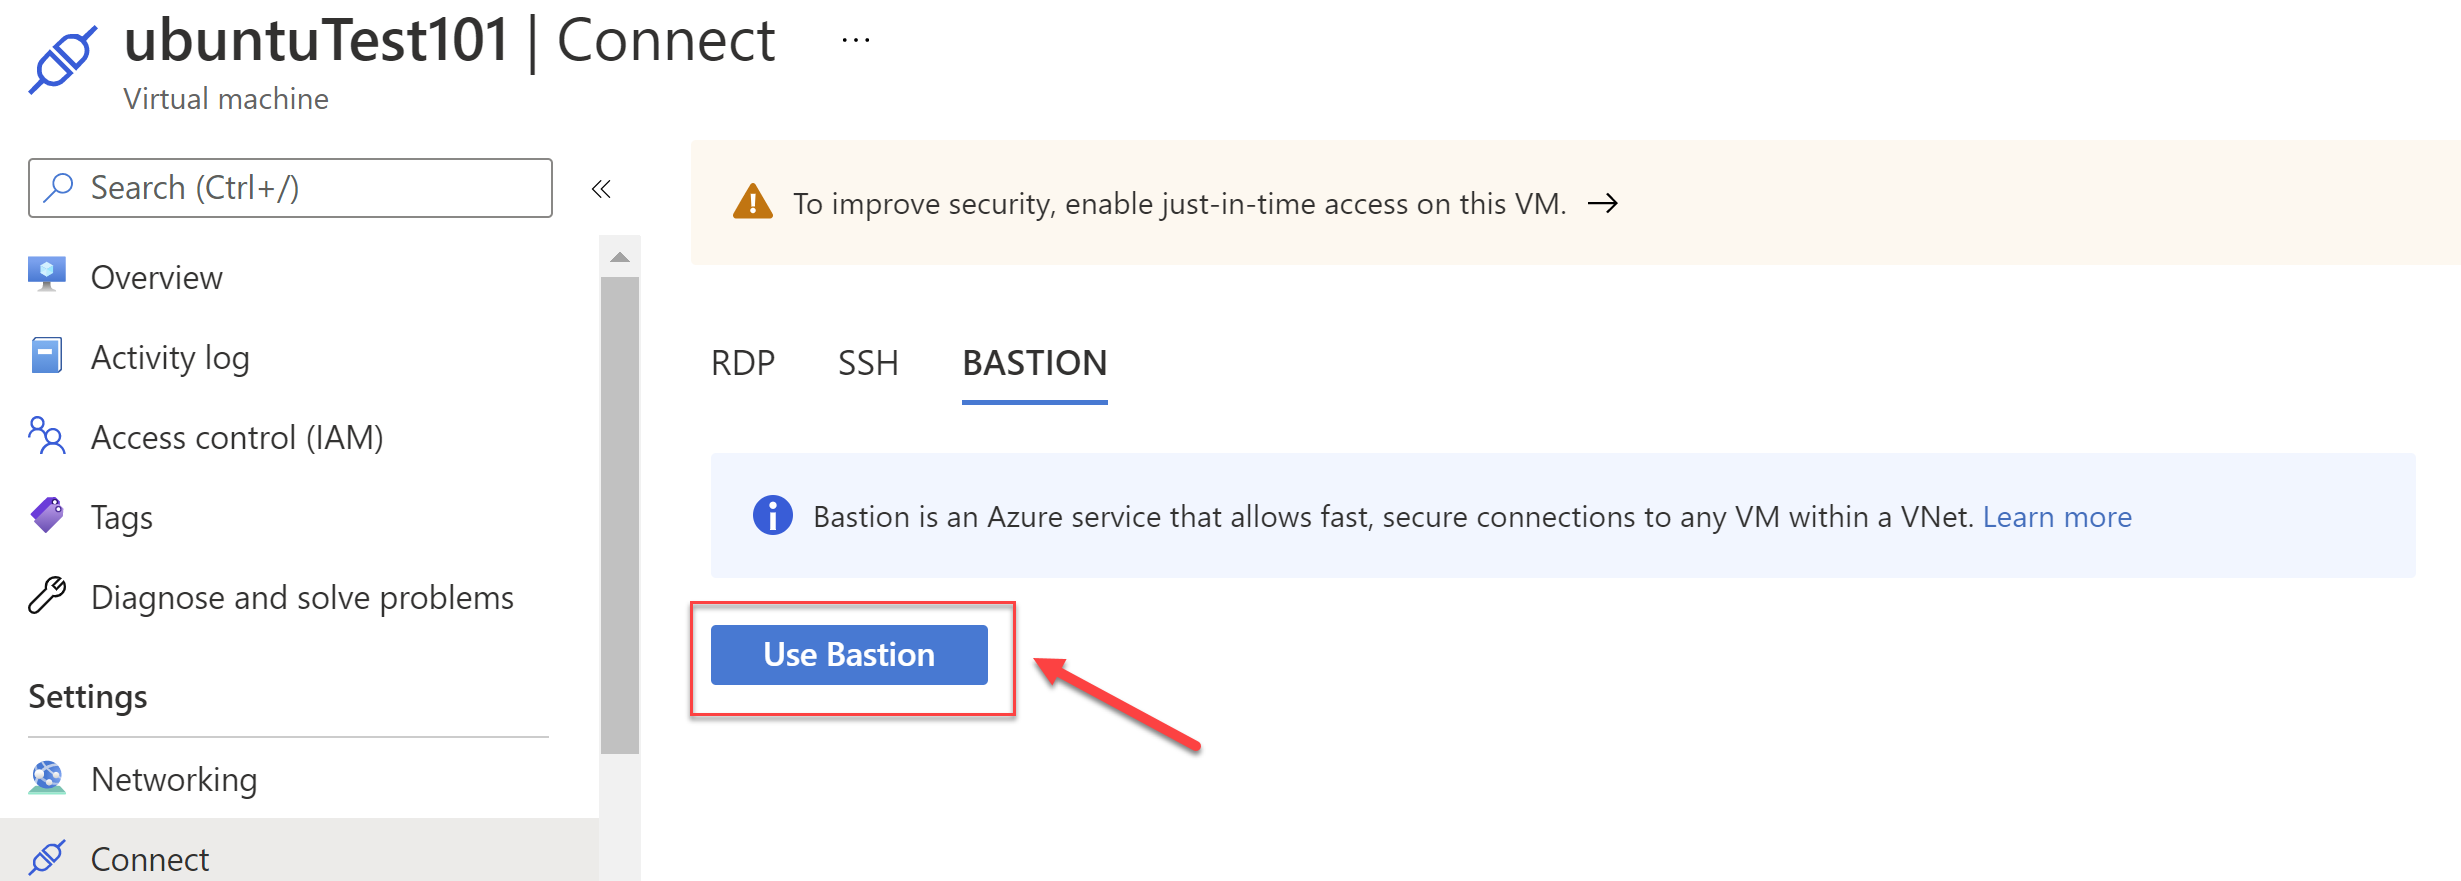 ubuntuTest101 | Connect ...
Virtual machine
Search (Ctrl+/)
«
To improve security, enable just-in-time access on this VM. →
Overview
Activity log
Access control (IAM)
Tags
Diagnose and solve problems
Settings
Networking
Connect
RDP SSH BASTION
Bastion is an Azure service that allows fast, secure connections to any VM within a VNet. Learn more
Use Bastion